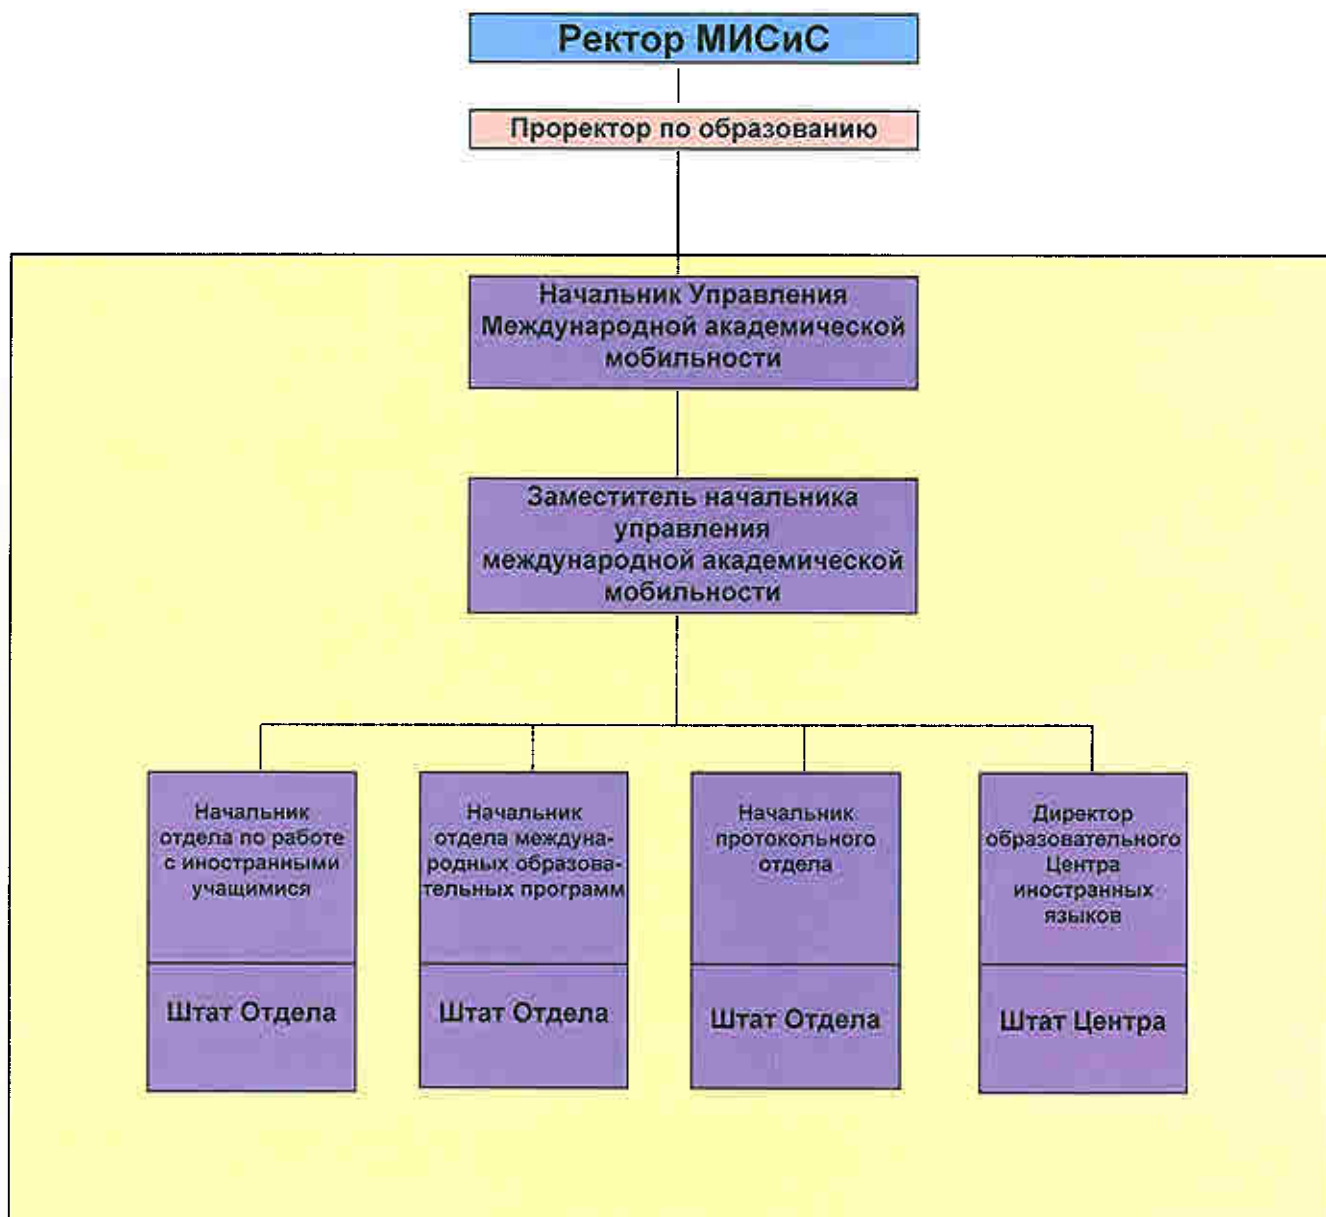 Ректор МИСиС
Проректор по образованию
Начальник Управления
Международной академической
мобильности
Заместитель начальника
управления
международной академической
мобильности
Начальник
отдела по работе
с иностранными
учащимися
Штат Отдела
Начальник
отдела междуна-
родных образова-
тельных программ
Штат Отдела
Начальник
протокольного
отдела
Штат Отдела
Директор
образовательного
Центра
иностранных
языков
Штат Центра